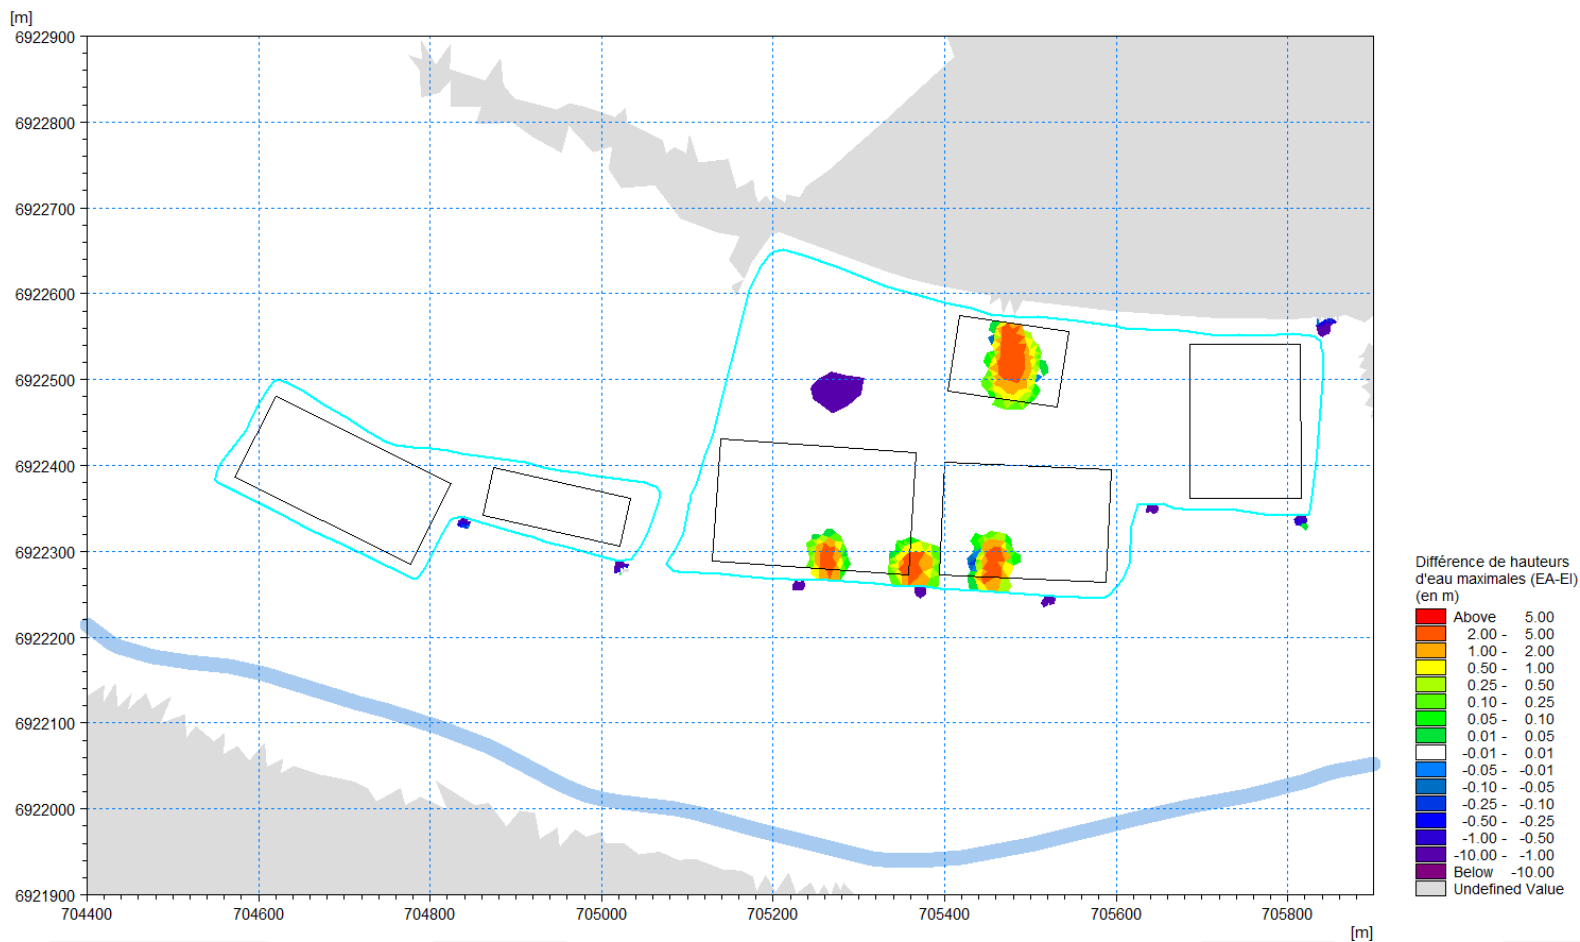 [m]
6922900
6922800
6922700
6922600
6922500
6922400
6922300
6922200
6922100
6922000
6921900
704400 704600 704800 705000 705200 705400 705600 705800
[m]
Différence de hauteurs
d'eau maximales (EA-EI)
(en m)
Above 5.00
2.00 - 5.00
1.00 - 2.00
0.50 - 1.00
0.25 - 0.50
0.10 - 0.25
0.05 - 0.10
0.01 - 0.05
-0.01 - 0.01
-0.05 - -0.01
-0.10 - -0.05
-0.25 - -0.10
-0.50 - -0.25
-1.00 - -0.50
-10.00 - -1.00
Below -10.00
Undefined Value